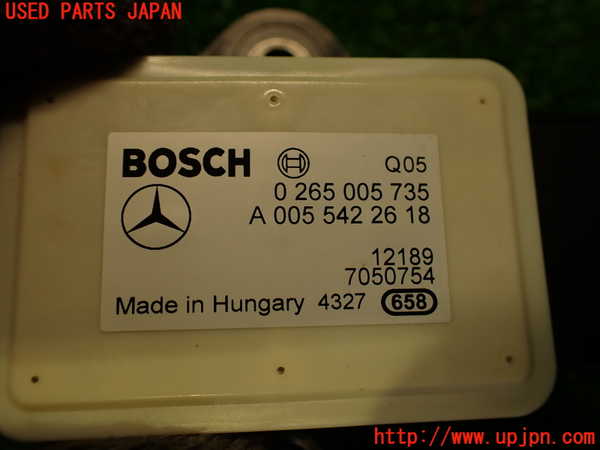 USED PARTS JAPAN
BOSCH Q05
0 265 005 735
A 005 542 26 18
12189
7050754
Made in Hungary 4327 658
http://www.upjpn.com/